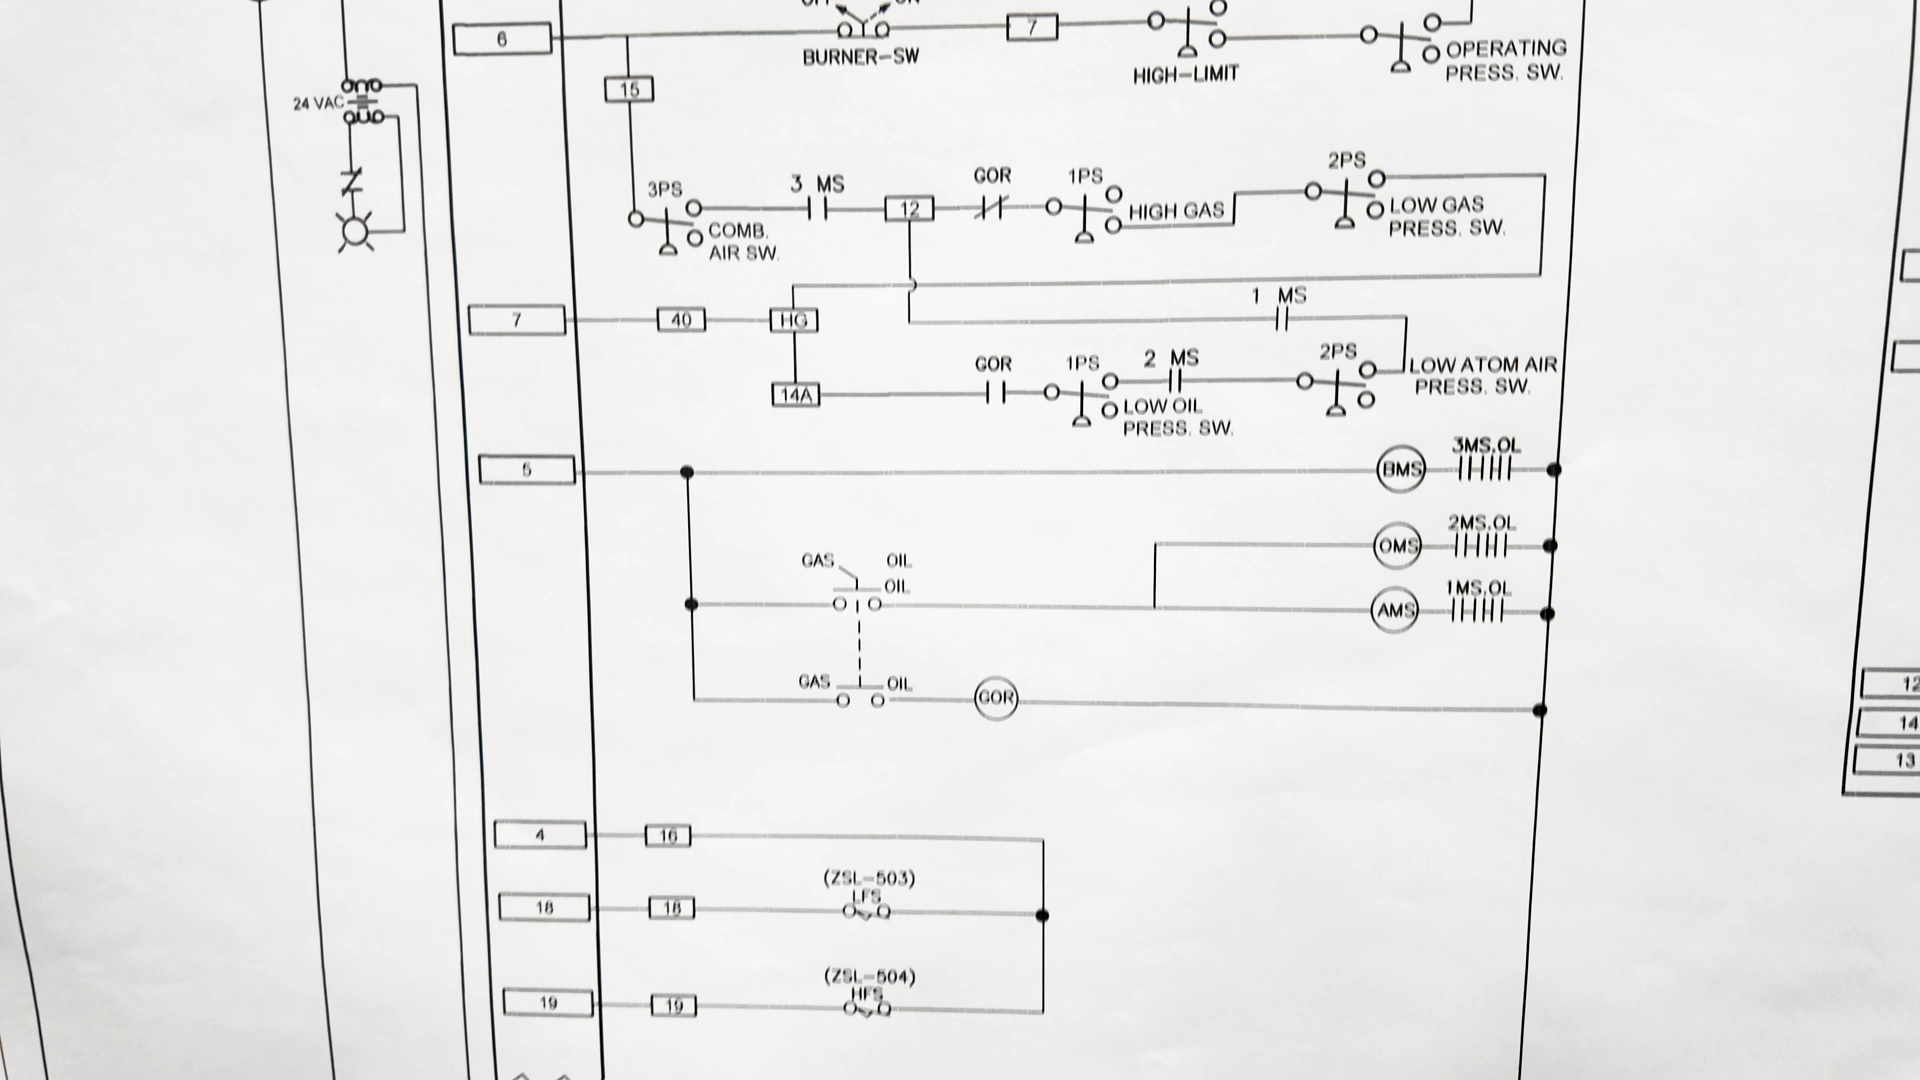 6
BURNER-SW
7
HIGH-LIMIT
OPERATING
PRESS. SW.
15
24 VAC
3PS
COMB.
AIR SW.
3 MS
12
GOR
1PS
HIGH GAS
2PS
LOW GAS
PRESS. SW.
7
40
HG
1 MS
14A
GOR
1PS
LOW OIL
PRESS. SW.
2 MS
2PS
LOW ATOM AIR
PRESS. SW.
5
BMS
3MS.OL
OMS
2MS.OL
GAS
OIL
OIL
AMS
1MS.OL
GAS
OIL
GOR
12
14
13
4
16
(ZSL-503)
LFS
18
18
(ZSL-504)
HFS
19
19